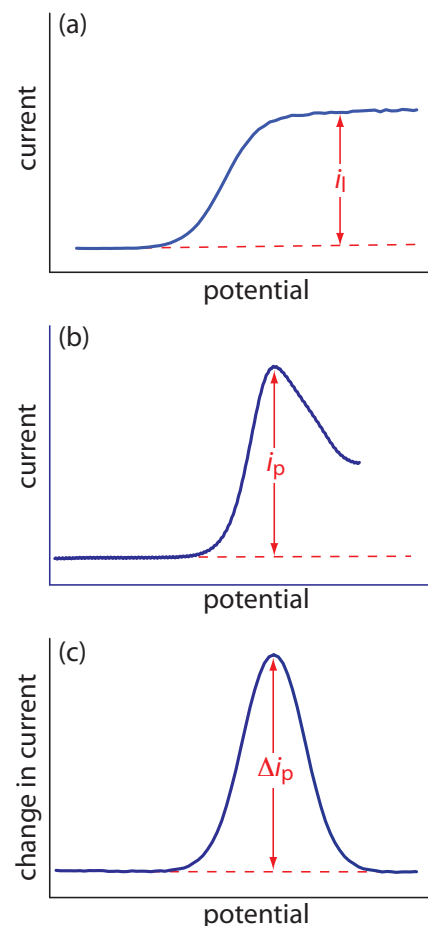 (a)
current
i_l
potential
(b)
current
i_p
potential
(c)
change in current
Δi_p
potential